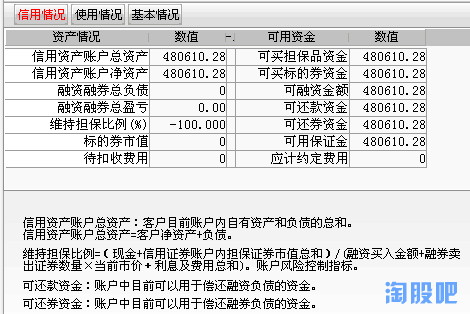 信用情况 使用情况 基本情况
资产情况 数值 -. 可用资金 数值
信用资产账户总资产 480610.28 可买担保品资金 480610.28
信用资产账户净资产 480610.28 可买标的券资金 480610.28
融资融券总负债 0 可融资金额 480610.28
融资融券总盈亏 0.00 可还款资金 480610.28
维持担保比例(%) -100.000 可还券资金 480610.28
标的券市值 0 可用保证金 480610.28
待扣收费用 0 应计约定费用 0
信用资产账户总资产：客户目前账户内自有资产和负债的总和。
信用资产账户总资产=客户净资产+负债。
维持担保比例=(现金+信用证券账户内担保证券市值总和)/(融资买入金额+融券卖
出证券数量×当前市价+利息及费用总和)。账户风险控制指标。
可还款资金：账户中目前可以用于偿还融资负债的资金。
可还券资金：账户中目前可以用于偿还融券负债的资金。
淘股吧